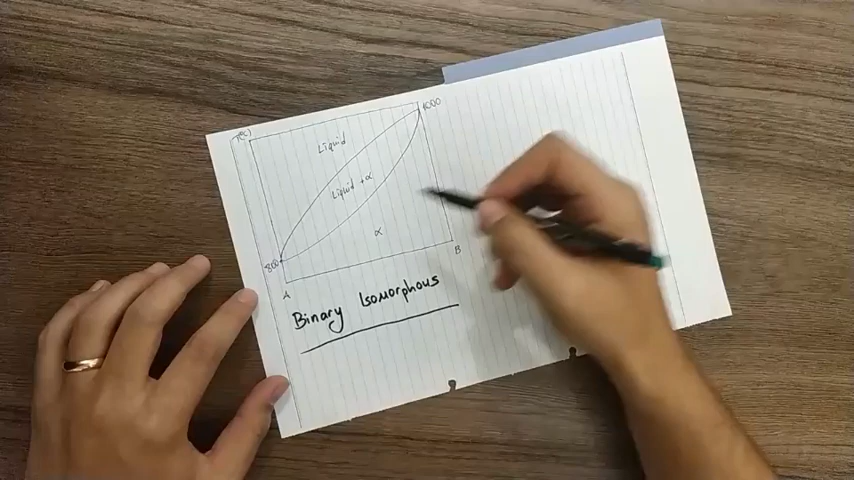 T(°C)
1000
Liquid
Liquid + α
α
800
A
B
Binary Isomorphous